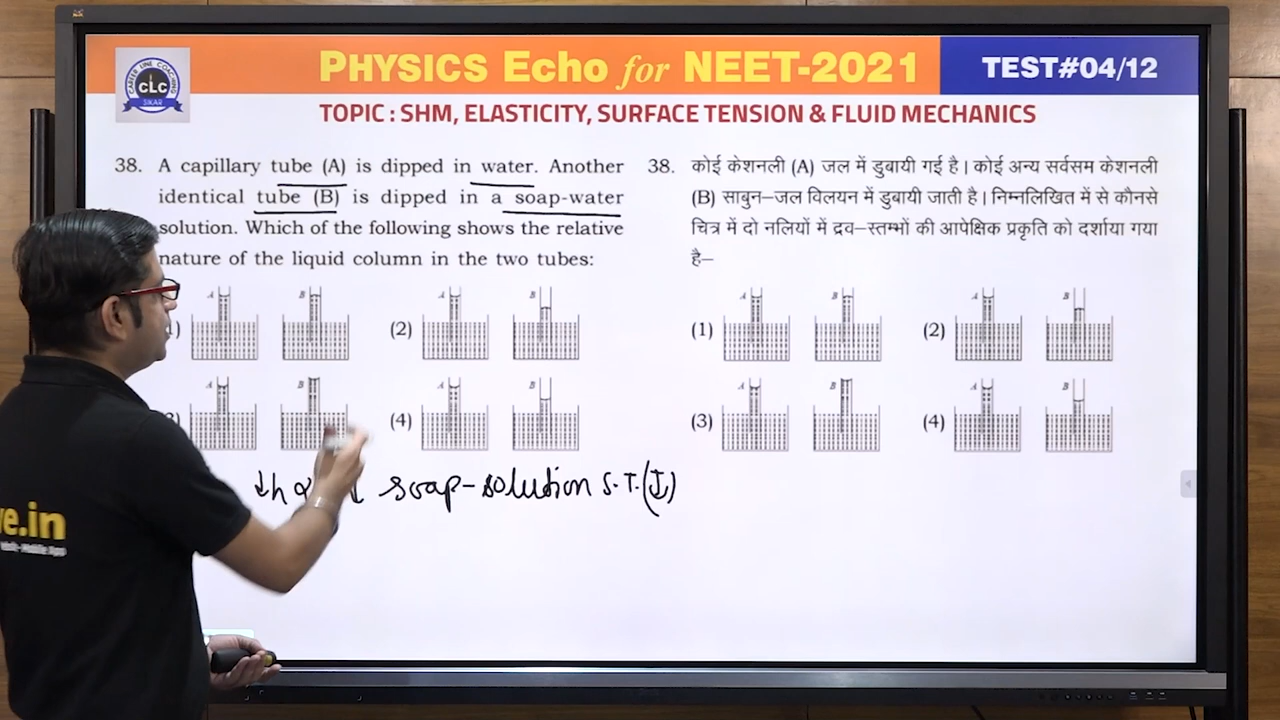 PHYSICS Echo for NEET-2021
TEST#04/12
CAREER LINE COACHING
CLC
SIKAR
TOPIC : SHM, ELASTICITY, SURFACE TENSION & FLUID MECHANICS
38. A capillary tube (A) is dipped in water. Another
identical tube (B) is dipped in a soap-water
solution. Which of the following shows the relative
nature of the liquid column in the two tubes:
A B (2) A B
A B (4) A B
38. कोई केशनली (A) जल में डुबायी गई है। कोई अन्य सर्वसम केशनली
(B) साबुन–जल विलयन में डुबायी जाती है। निम्नलिखित में से कौनसे
चित्र में दो नलियों में द्रव–स्तम्भों की आपेक्षिक प्रकृति को दर्शाया गया
है–
(1) A B (2) A B
(3) A B (4) A B
↓h α ↓ soap-solution S.T.(↓)
e.in